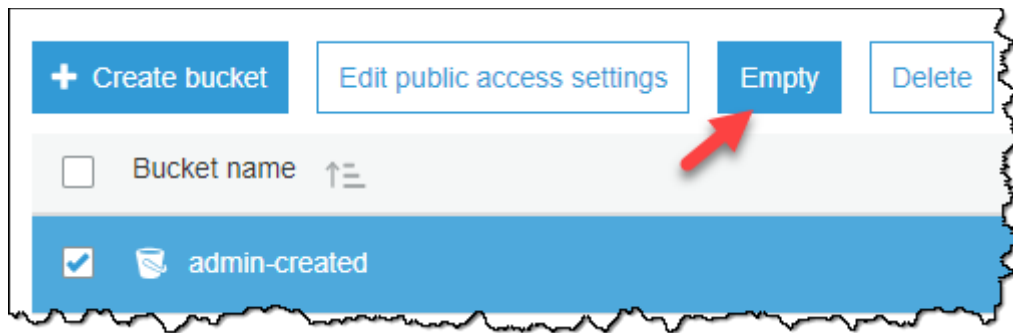 + Create bucket Edit public access settings Empty Delete
Bucket name
admin-created